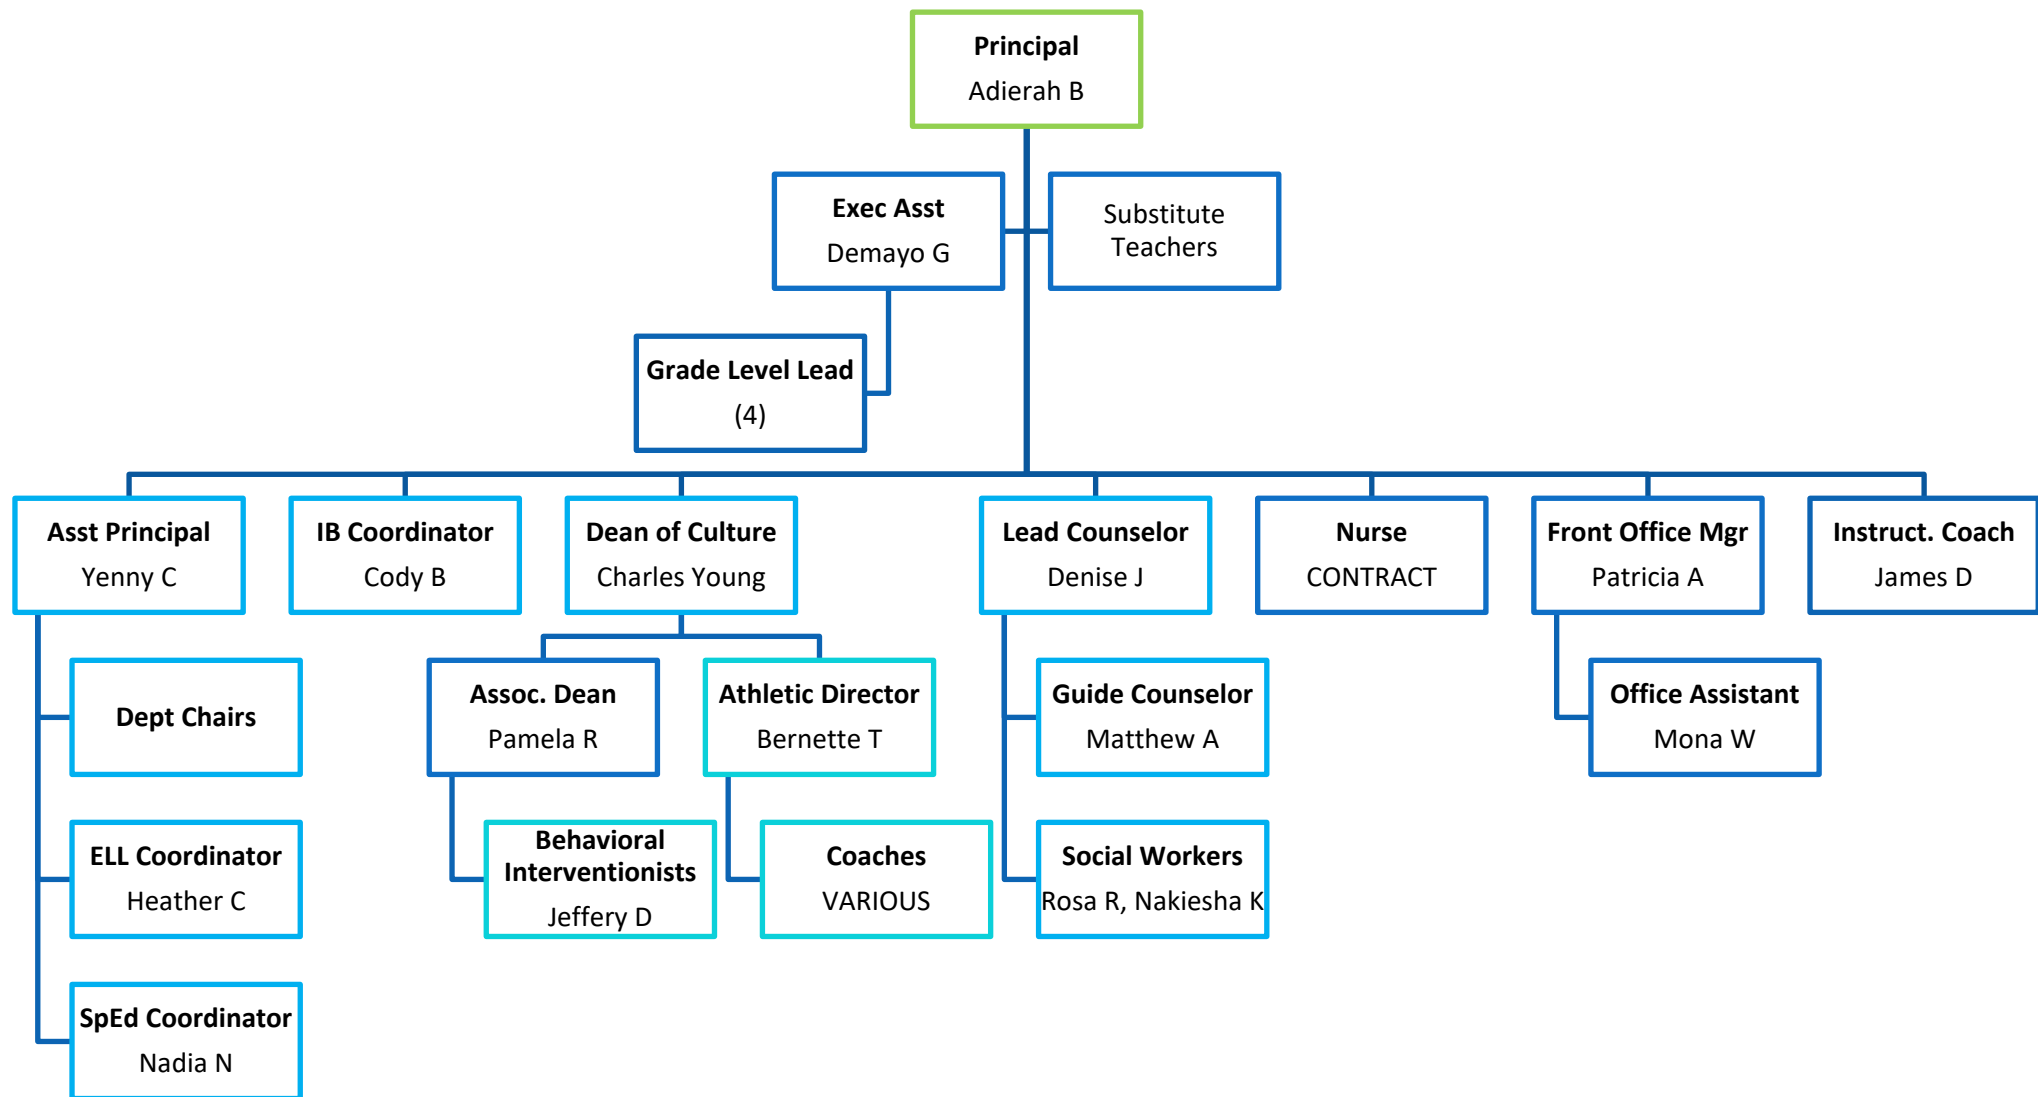 Principal
Adierah B
Exec Asst
Demayo G
Substitute
Teachers
Grade Level Lead
(4)
Asst Principal
Yenny C
IB Coordinator
Cody B
Dean of Culture
Charles Young
Lead Counselor
Denise J
Nurse
CONTRACT
Front Office Mgr
Patricia A
Instruct. Coach
James D
Dept Chairs
Assoc. Dean
Pamela R
Athletic Director
Bernette T
Guide Counselor
Matthew A
Office Assistant
Mona W
ELL Coordinator
Heather C
Behavioral
Interventionists
Jeffery D
Coaches
VARIOUS
Social Workers
Rosa R, Nakiesha K
SpEd Coordinator
Nadia N